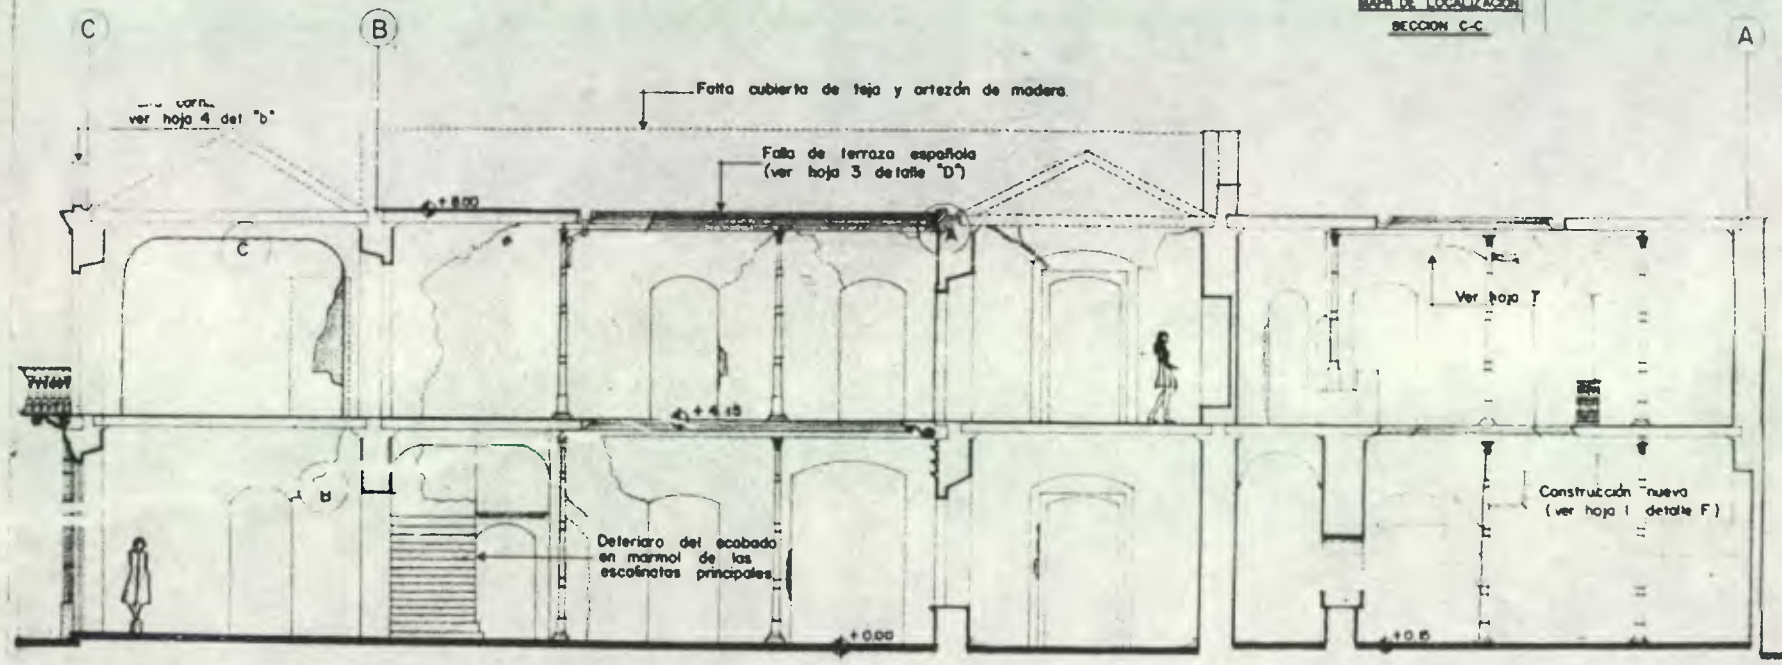 MAPA DE LOCALIZACION
SECCION C-C
C
B
A
ver hoja 4 det "b"
Falta cubierta de teja y artezón de madera.
Falla de terraza española
(ver hoja 3 detalle "D")
+ 8.00
C
A
Ver hoja 7
+ 4.15
B
Deterioro del acabado
en marmol de las
escalinatas principales
Construcción nueva
(ver hoja 1 detalle F)
+ 0.00
+ 0.15